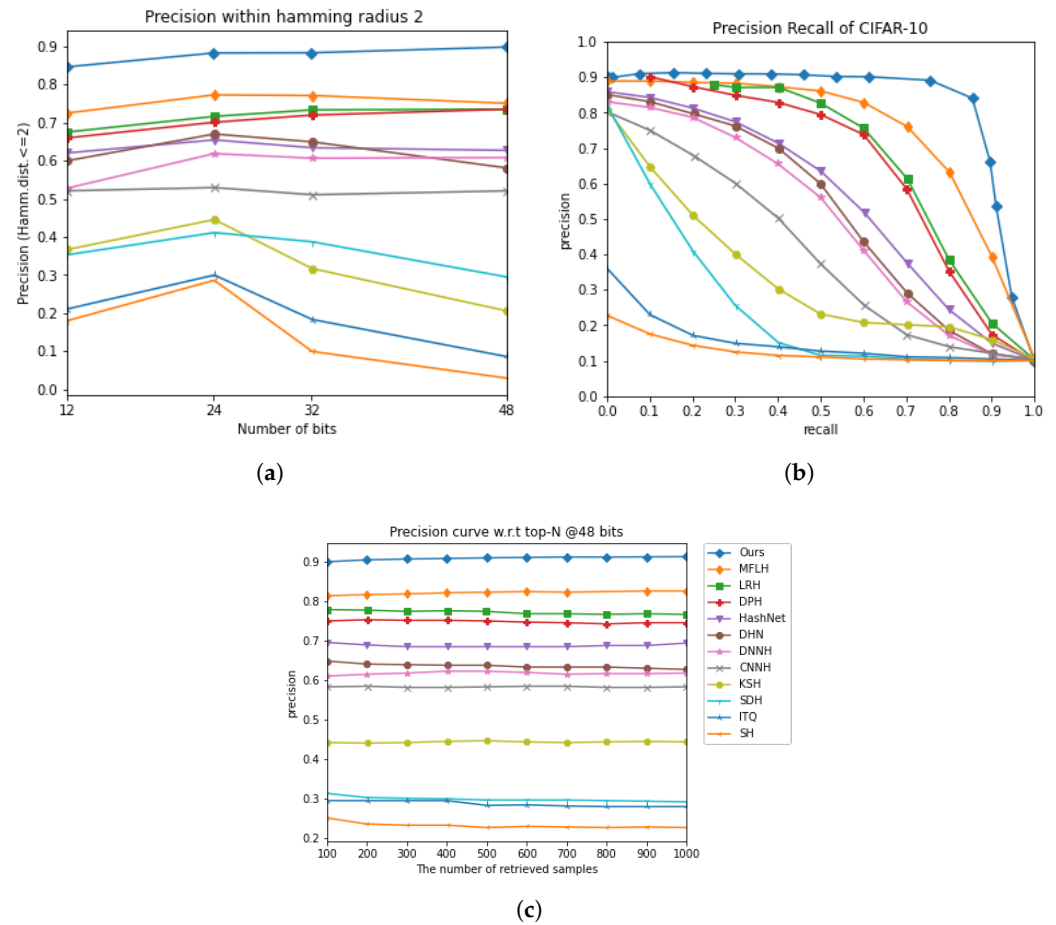 Precision within hamming radius 2
Precision (Hamm.dist.<=2)
0.9
0.8
0.7
0.6
0.5
0.4
0.3
0.2
0.1
0.0
12 24 32 48
Number of bits
(a)
Precision Recall of CIFAR-10
precision
1.0
0.9
0.8
0.7
0.6
0.5
0.4
0.3
0.2
0.1
0.0
0.0 0.1 0.2 0.3 0.4 0.5 0.6 0.7 0.8 0.9 1.0
recall
(b)
Precision curve w.r.t top-N @48 bits
precision
0.9
0.8
0.7
0.6
0.5
0.4
0.3
0.2
100 200 300 400 500 600 700 800 900 1000
The number of retrieved samples
Ours
MFLH
LRH
DPH
HashNet
DHN
DNNH
CNNH
KSH
SDH
ITQ
SH
(c)